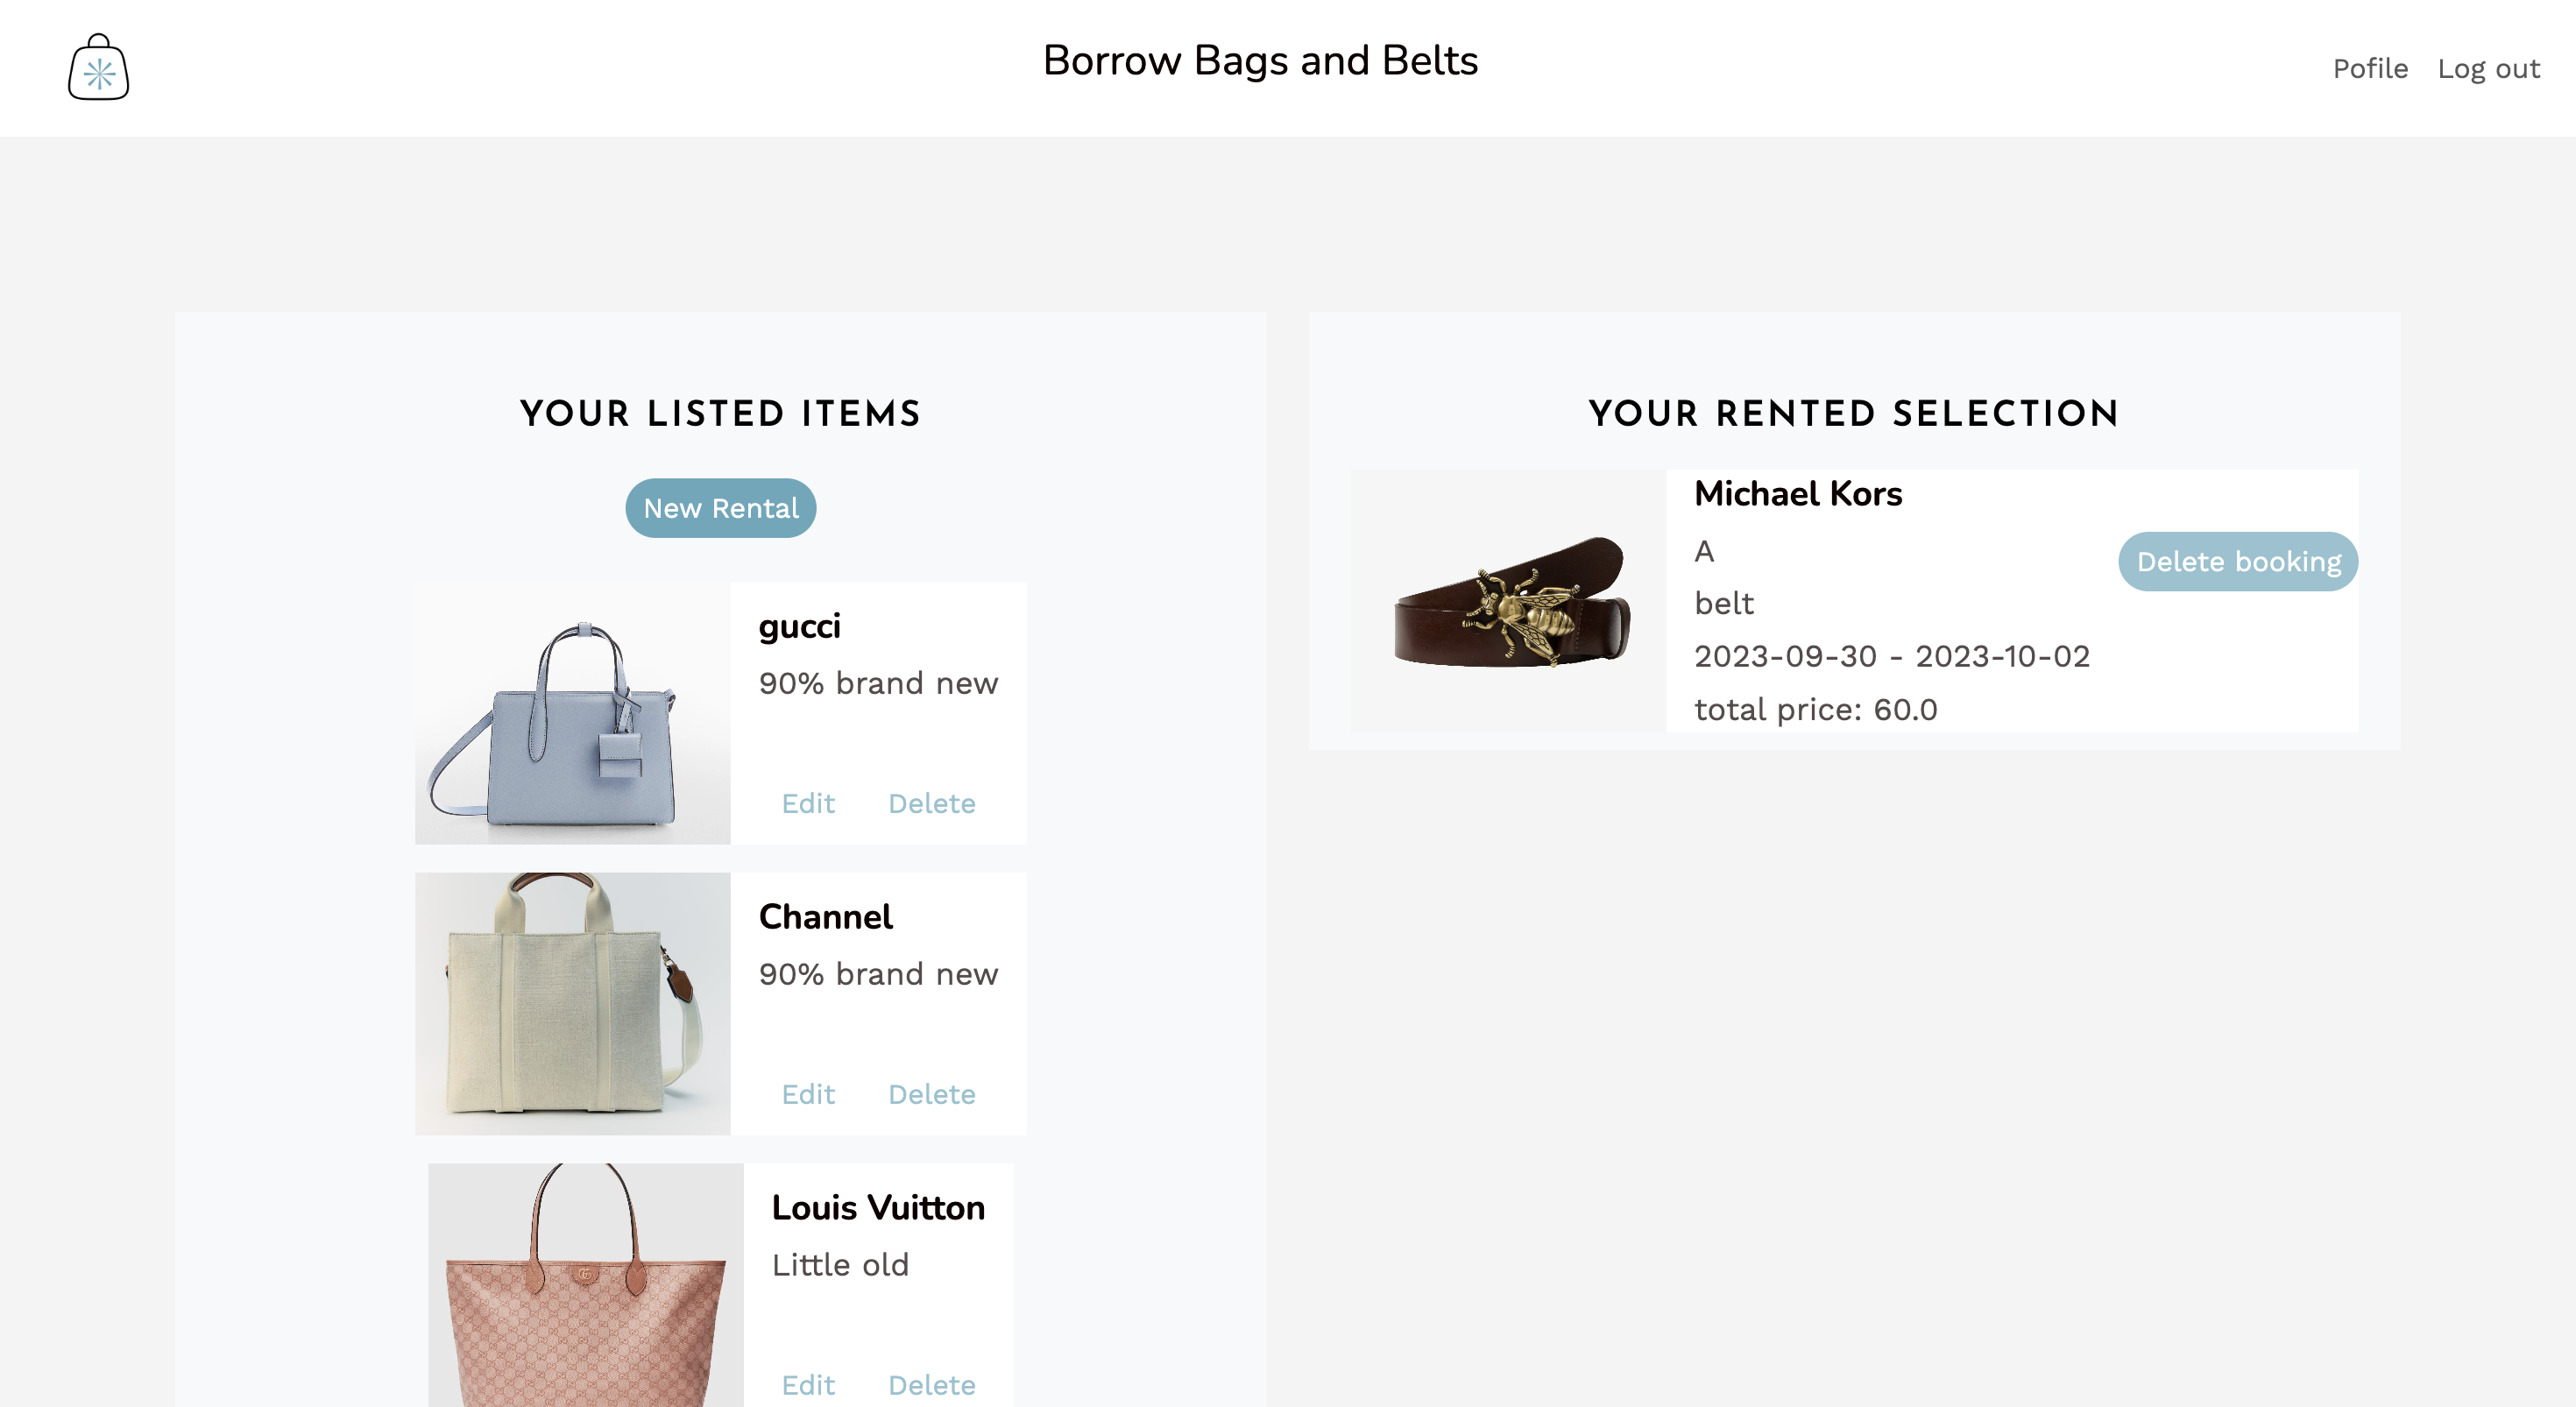 Borrow Bags and Belts
Pofile
Log out
YOUR LISTED ITEMS
New Rental
gucci
90% brand new
Edit
Delete
Channel
90% brand new
Edit
Delete
Louis Vuitton
Little old
Edit
Delete
YOUR RENTED SELECTION
Michael Kors
A
belt
2023-09-30 - 2023-10-02
total price: 60.0
Delete booking